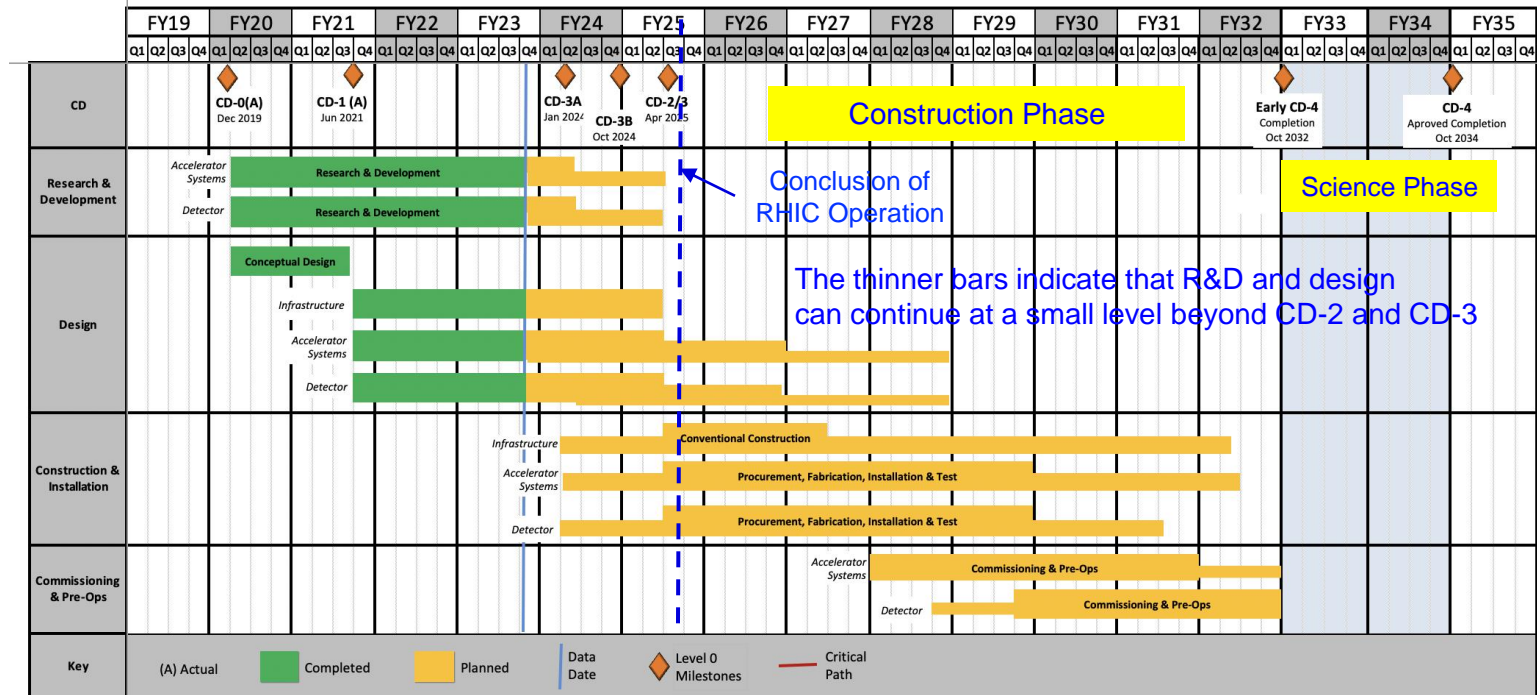 FY19 FY20 FY21 FY22 FY23 FY24 FY25 FY26 FY27 FY28 FY29 FY30 FY31 FY32 FY33 FY34 FY35
Q1 Q2 Q3 Q4 Q1 Q2 Q3 Q4 Q1 Q2 Q3 Q4 Q1 Q2 Q3 Q4 Q1 Q2 Q3 Q4 Q1 Q2 Q3 Q4 Q1 Q2 Q3 Q4 Q1 Q2 Q3 Q4 Q1 Q2 Q3 Q4 Q1 Q2 Q3 Q4 Q1 Q2 Q3 Q4 Q1 Q2 Q3 Q4 Q1 Q2 Q3 Q4 Q1 Q2 Q3 Q4 Q1 Q2 Q3 Q4 Q1 Q2 Q3 Q4 Q1 Q2 Q3 Q4
CD
CD-0(A)
Dec 2019
CD-1 (A)
Jun 2021
CD-3A
Jan 2024
CD-3B
Oct 2024
CD-2/3
Apr 2025
Construction Phase
Early CD-4
Completion
Oct 2032
CD-4
Aproved Completion
Oct 2034
Research &
Development
Accelerator
Systems
Research & Development
Detector
Research & Development
Conclusion of
RHIC Operation
Science Phase
Design
Conceptual Design
Infrastructure
Accelerator
Systems
Detector
The thinner bars indicate that R&D and design
can continue at a small level beyond CD-2 and CD-3
Construction &
Installation
Infrastructure
Conventional Construction
Accelerator
Systems
Procurement, Fabrication, Installation & Test
Detector
Procurement, Fabrication, Installation & Test
Commissioning
& Pre-Ops
Accelerator
Systems
Commissioning & Pre-Ops
Detector
Commissioning & Pre-Ops
Key
(A) Actual
Completed
Planned
Data
Date
Level 0
Milestones
Critical
Path